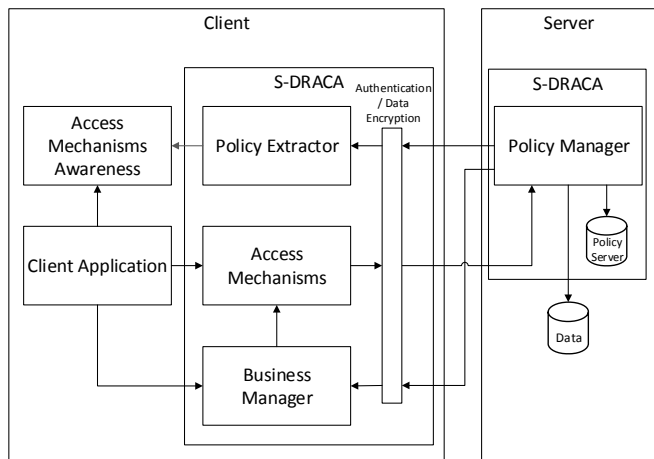 Client
Server
S-DRACA
S-DRACA
Authentication
/ Data
Encryption
Access
Mechanisms
Awareness
Policy Extractor
Policy Manager
Client Application
Access
Mechanisms
Policy
Server
Data
Business
Manager